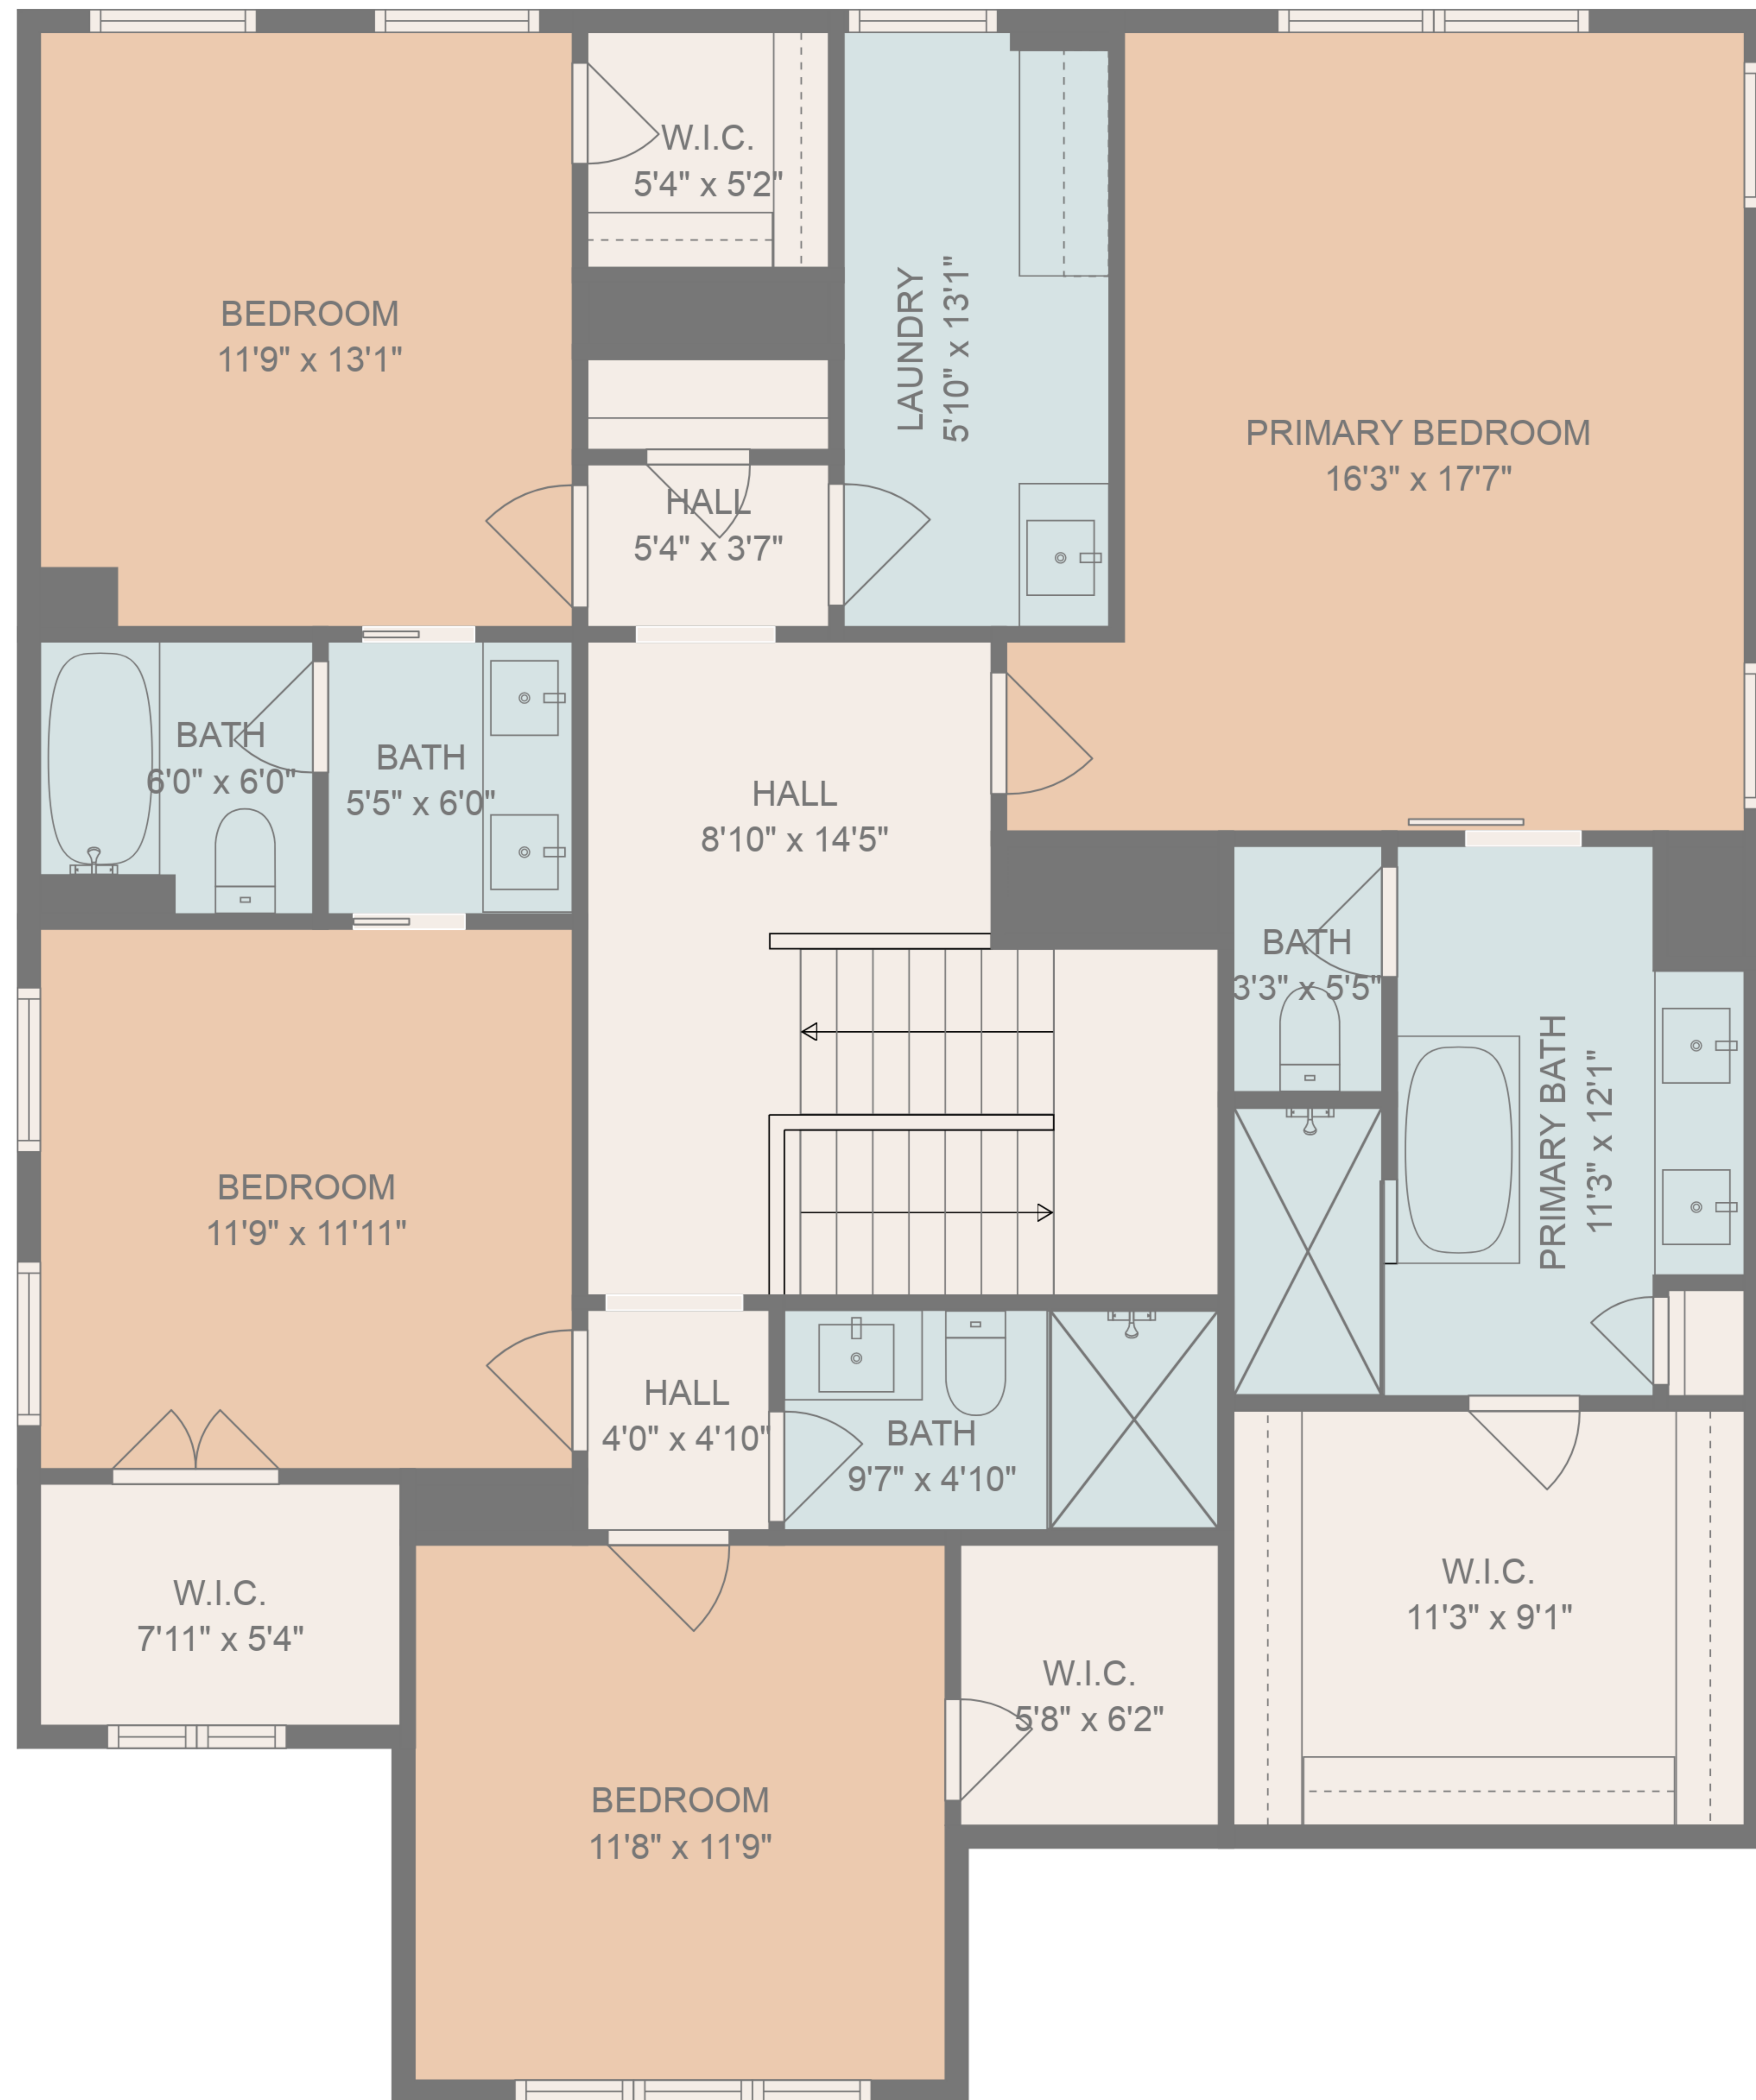 W.I.C.
5'4" x 5'2"
BEDROOM
11'9" x 13'1"
LAUNDRY
5'10" x 13'1"
PRIMARY BEDROOM
16'3" x 17'7"
HALL
5'4" x 3'7"
BATH
6'0" x 6'0"
BATH
5'5" x 6'0"
HALL
8'10" x 14'5"
BATH
3'3" x 5'5"
PRIMARY BATH
11'3" x 12'1"
BEDROOM
11'9" x 11'11"
HALL
4'0" x 4'10"
BATH
9'7" x 4'10"
W.I.C.
7'11" x 5'4"
W.I.C.
11'3" x 9'1"
W.I.C.
5'8" x 6'2"
BEDROOM
11'8" x 11'9"